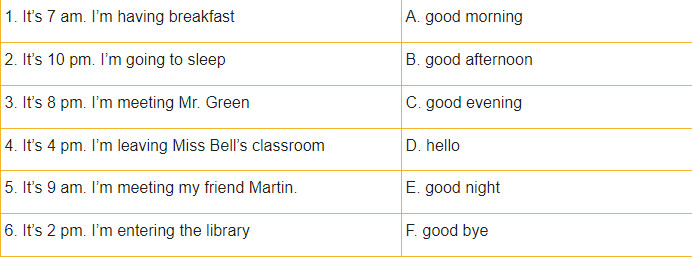 1. It’s 7 am. I’m having breakfast
A. good morning
2. It’s 10 pm. I’m going to sleep
B. good afternoon
3. It’s 8 pm. I’m meeting Mr. Green
C. good evening
4. It’s 4 pm. I’m leaving Miss Bell’s classroom
D. hello
5. It’s 9 am. I’m meeting my friend Martin.
E. good night
6. It’s 2 pm. I’m entering the library
F. good bye